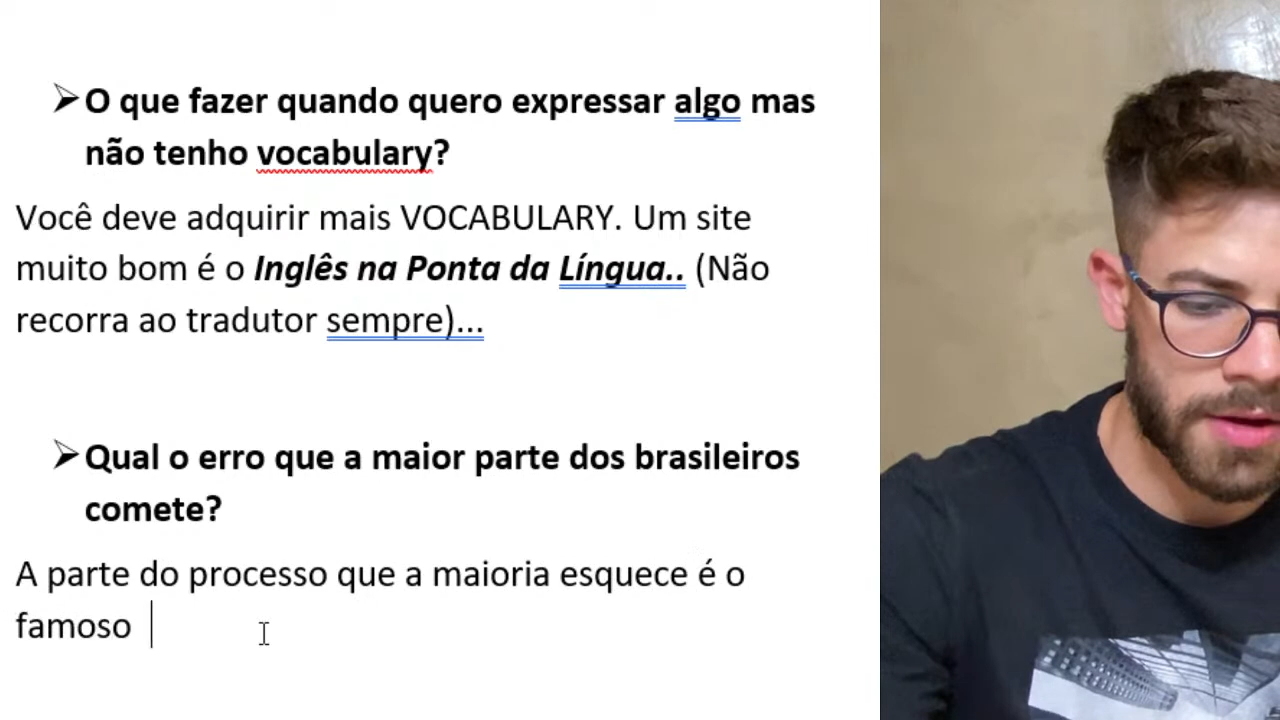 O que fazer quando quero expressar algo mas
não tenho vocabulary?
Você deve adquirir mais VOCABULARY. Um site
muito bom é o Inglês na Ponta da Língua.. (Não
recorra ao tradutor sempre)...
Qual o erro que a maior parte dos brasileiros
comete?
A parte do processo que a maioria esquece é o
famoso